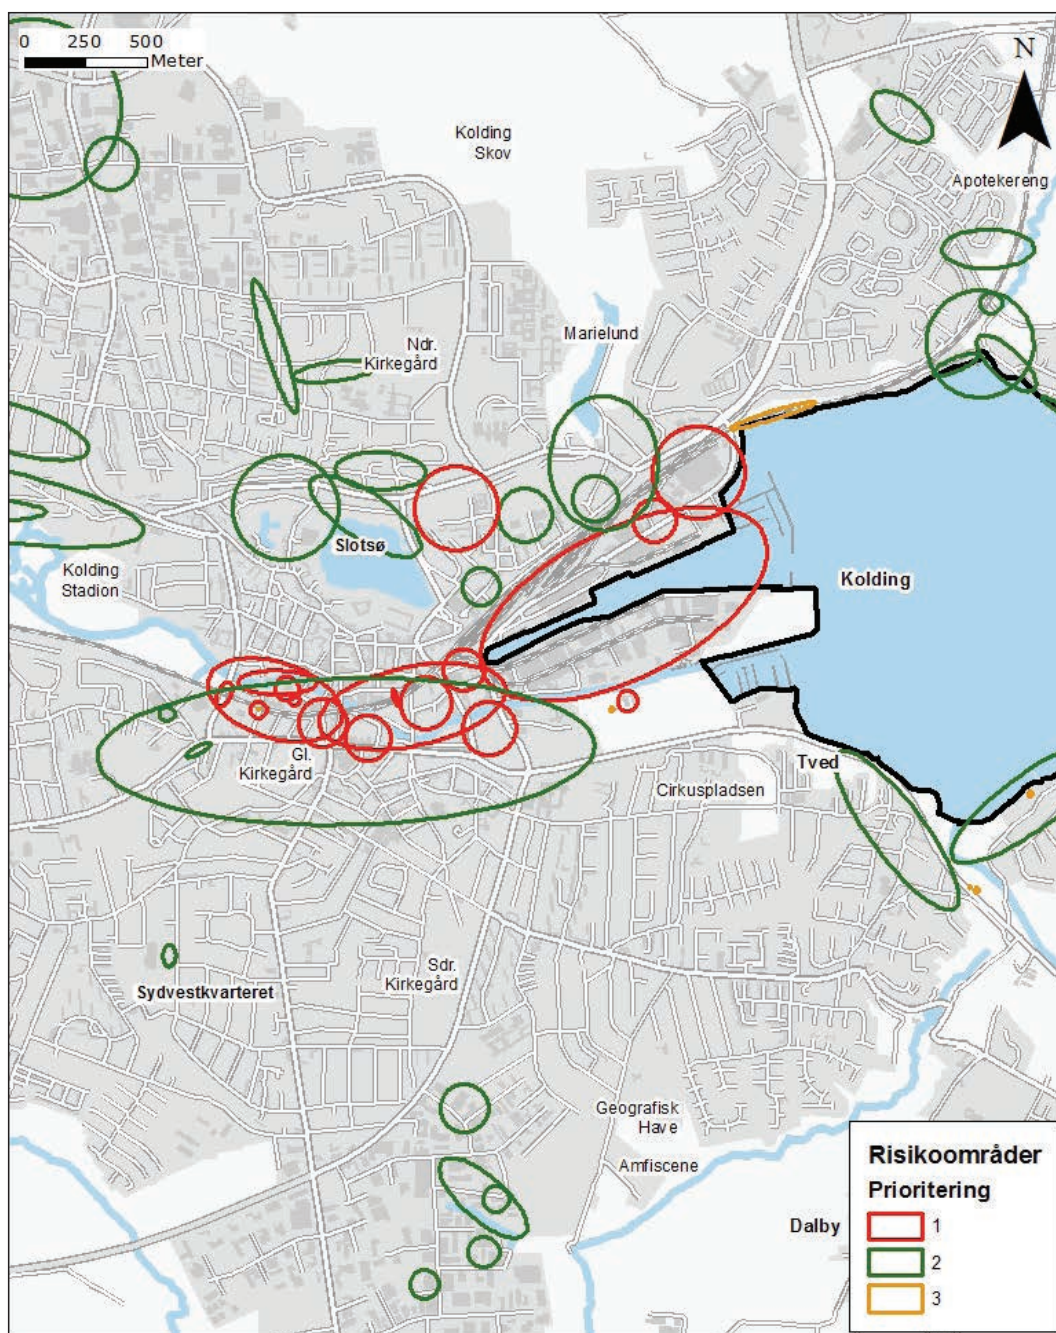 0 250 500
Meter
N
Kolding
Skov
Apotekereng
Marielund
Ndr.
Kirkegård
Slotsø
Kolding
Stadion
Kolding
Gl.
Kirkegård
Tved
Cirkuspladsen
Sdr.
Kirkegård
Sydvestkvarteret
Geografisk
Have
Amfiscene
Dalby
Risikoområder
Prioritering
1
2
3